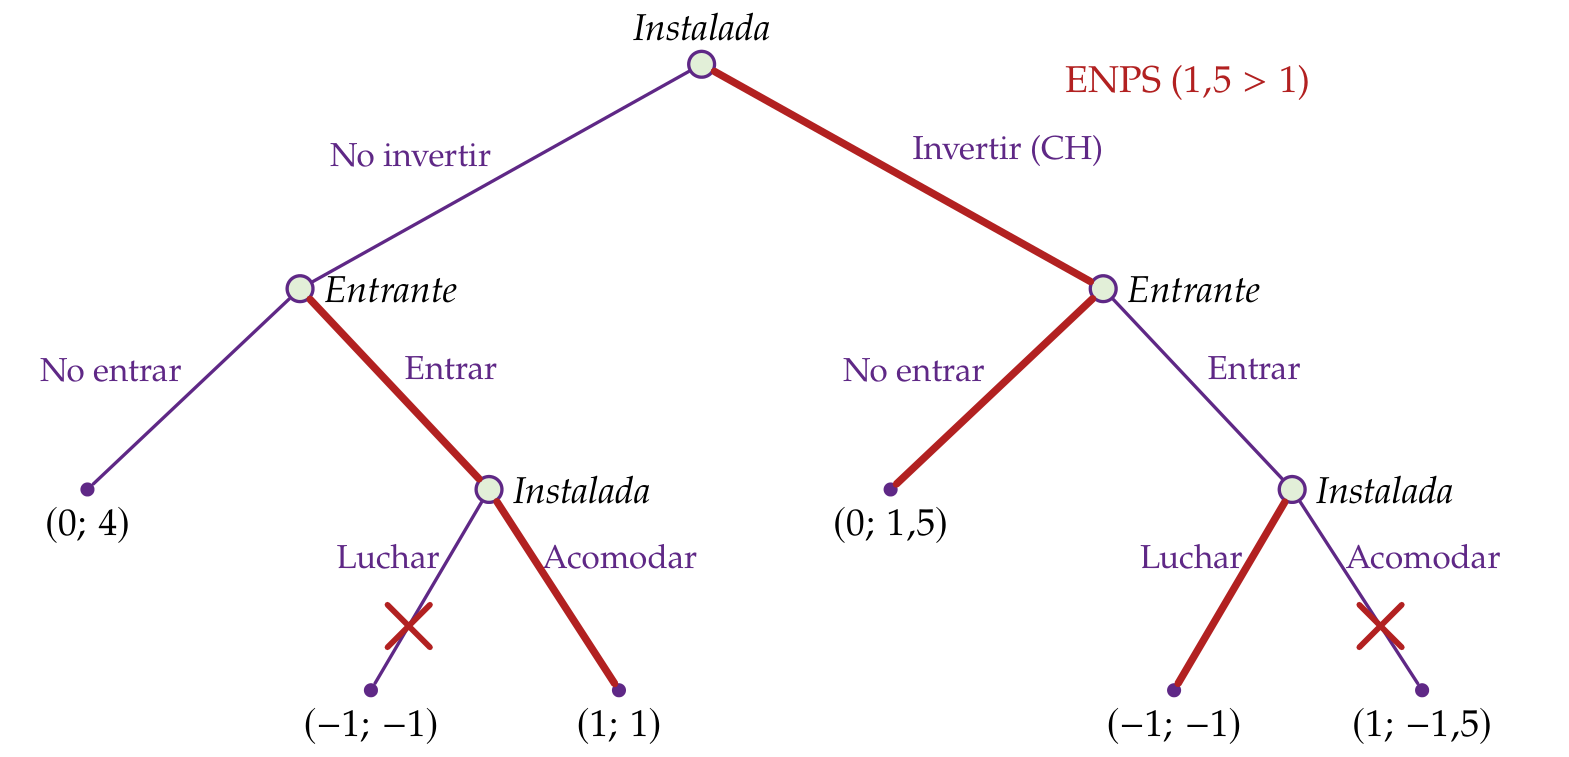 Instalada
ENPS (1,5 > 1)
No invertir
Invertir (CH)
Entrante
Entrante
No entrar
Entrar
No entrar
Entrar
Instalada
Instalada
(0; 4)
(0; 1,5)
Luchar
Acomodar
Luchar
Acomodar
(−1; −1)
(1; 1)
(−1; −1)
(1; −1,5)